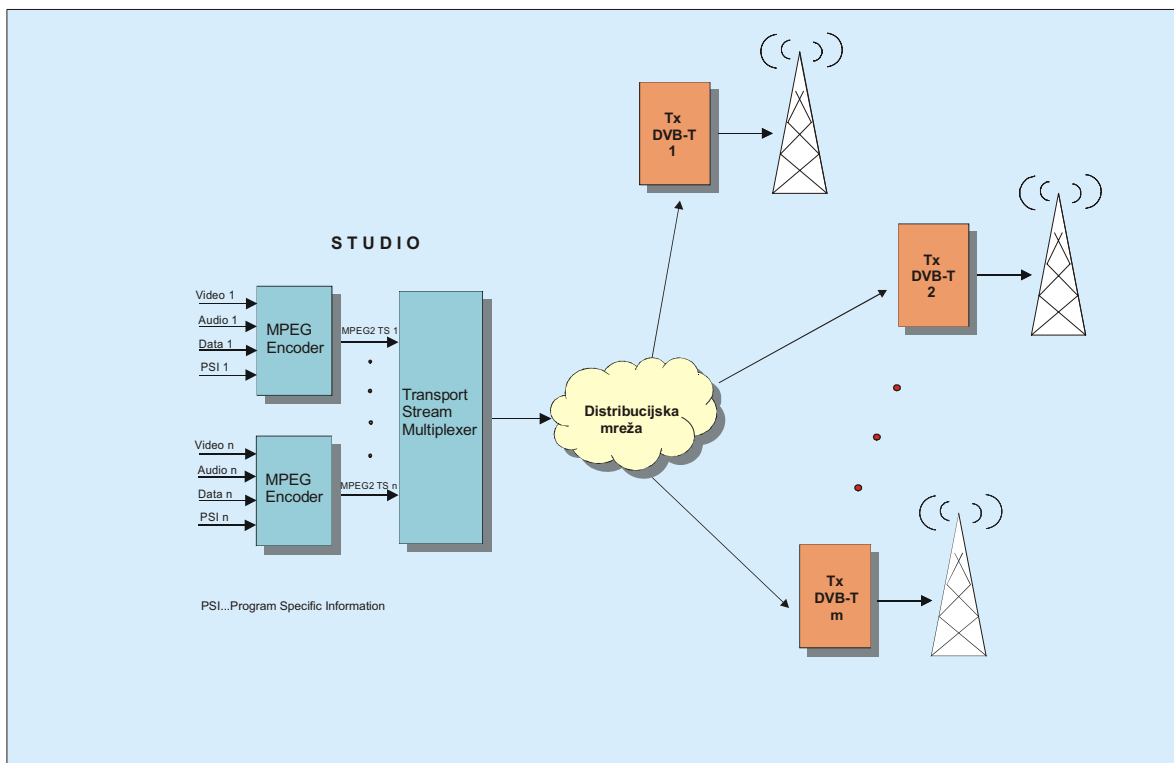 Tx
DVB-T
1
Tx
DVB-T
2
S T U D I O
Video 1
Audio 1
Data 1
PSI 1
MPEG
Encoder
MPEG2 TS 1
Transport
Stream
Multiplexer
Distribucijska
mreža
Video n
Audio n
Data n
PSI n
MPEG
Encoder
MPEG2 TS n
Tx
DVB-T
m
PSI...Program Specific Information